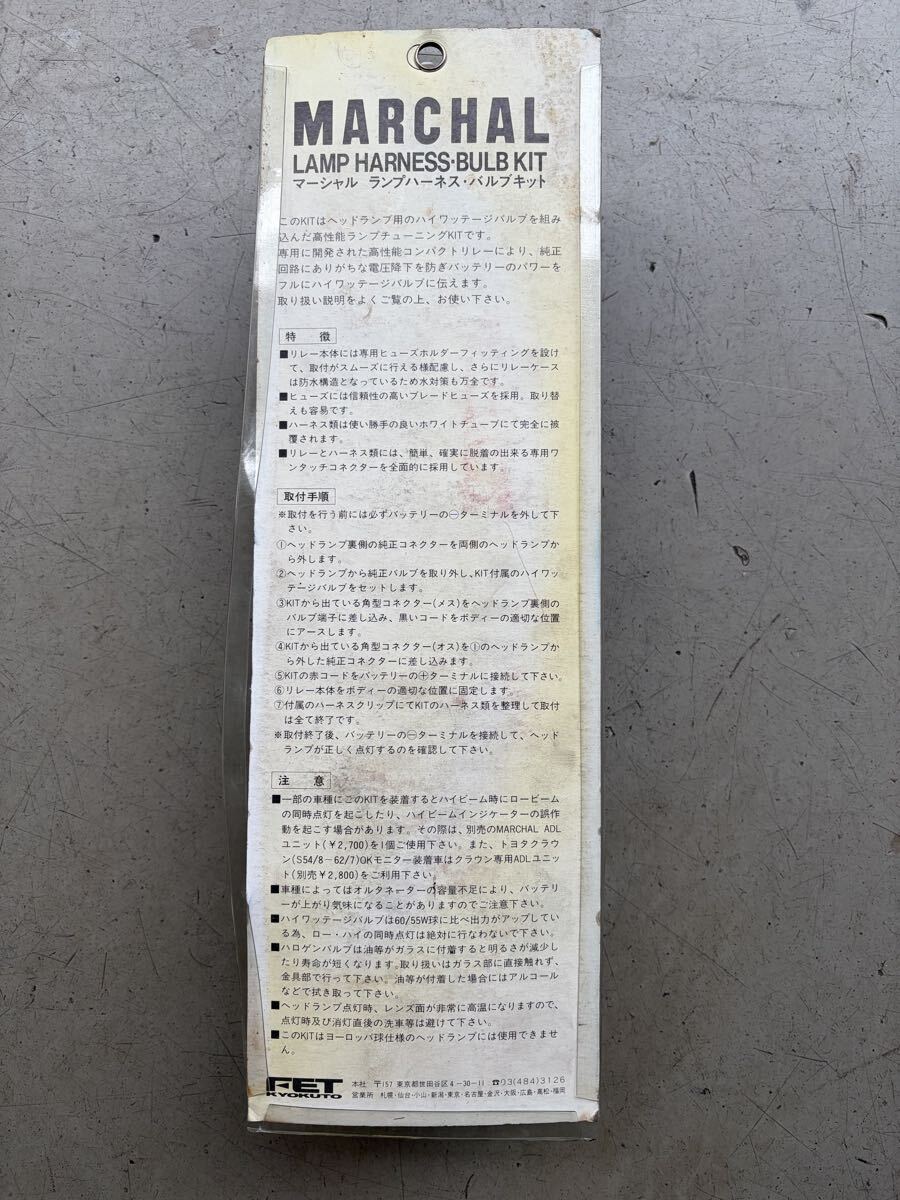 MARCHAL
LAMP HARNESS·BULB KIT
マーシャル ランプハーネス・バルブキット
このKITはヘッドランプ用のハイワッテージバルブを組み
込んだ高性能ランプチューニングKITです。
専用に開発された高性能コンパクトリレーにより、純正
回路にありがちな電圧降下を防ぎバッテリーのパワーを
フルにハイワッテージバルブに伝えます。
取り扱い説明をよくご覧の上、お使い下さい。
特 徴
■リレー本体には専用ヒューズホルダーフィッティングを設け
て、取付がスムーズに行える様配慮し、さらにリレーケース
は防水構造となっているため水対策も万全です。
■ヒューズには信頼性の高いブレードヒューズを採用。取り替
えも容易です。
■ハーネス類は使い勝手の良いホワイトチューブにて完全に被
覆されます。
■リレーとハーネス類には、簡単、確実に脱着の出来る専用ワ
ンタッチコネクターを全面的に採用しています。
取付手順
※取付を行う前には必ずバッテリーの㊀ターミナルを外して下
さい。
①ヘッドランプ裏側の純正コネクターを両側のヘッドランプか
ら外します。
②ヘッドランプから純正バルブを取り外し、KIT付属のハイワッ
テージバルブをセットします。
③KITから出ている角型コネクター(メス)をヘッドランプ裏側の
バルブ端子に差し込み、黒いコードをボディーの適切な位置
にアースします。
④KITから出ている角型コネクター(オス)を①のヘッドランプか
ら外した純正コネクターに差し込みます。
⑤KITの赤コードをバッテリーの⊕ターミナルに接続して下さい。
⑥リレー本体をボディーの適切な位置に固定します。
⑦付属のハーネスクリップにてKITのハーネス類を整理して取付
は全て終了です。
※取付終了後、バッテリーの㊀ターミナルを接続して、ヘッド
ランプが正しく点灯するのを確認して下さい。
注 意
■一部の車種にこのKITを装着するとハイビーム時にロービーム
の同時点灯を起こしたり、ハイビームインジケーターの誤作
動を起こす場合があります。その際は、別売のMARCHAL ADL
ユニット(¥2,700)を1個ご使用下さい。また、トヨタクラウ
ン(S54/8－62/7)OKモニター装着車はクラウン専用ADLユニッ
ト(別売¥2,800)をご利用下さい。
■車種によってはオルタネーターの容量不足により、バッテリ
ーが上がり気味になることがありますのでご注意下さい。
■ハイワッテージバルブは60/55W球に比べ出力がアップしてい
る為、ロー・ハイの同時点灯は絶対に行なわないで下さい。
■ハロゲンバルブは油等がガラスに付着すると明るさが減少し
たり寿命が短くなります。取り扱いはガラス部に直接触れず、
金具部で行って下さい。油等が付着した場合にはアルコール
などで拭き取って下さい。
■ヘッドランプ点灯時、レンズ面が非常に高温になりますので、
点灯時及び消灯直後の洗車等は避けて下さい。
■このKITはヨーロッパ球仕様のヘッドランプには使用できませ
ん。
FET
KYOKUTO
本社 〒157 東京都世田谷区4－30－11 ☎03(484)3126
営業所 札幌・仙台・小山・新潟・東京・名古屋・金沢・大阪・広島・高松・福岡